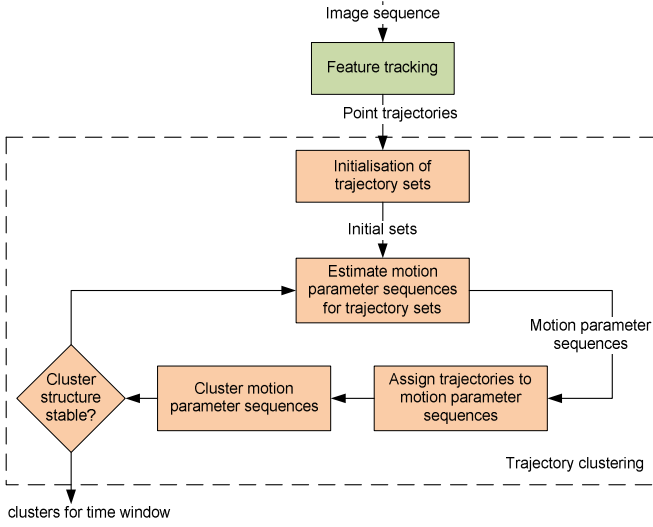 Image sequence
Feature tracking
Point trajectories
Initialisation of
trajectory sets
Initial sets
Estimate motion
parameter sequences
for trajectory sets
Motion parameter
sequences
Assign trajectories to
motion parameter
sequences
Cluster motion
parameter sequences
Cluster
structure
stable?
Trajectory clustering
clusters for time window